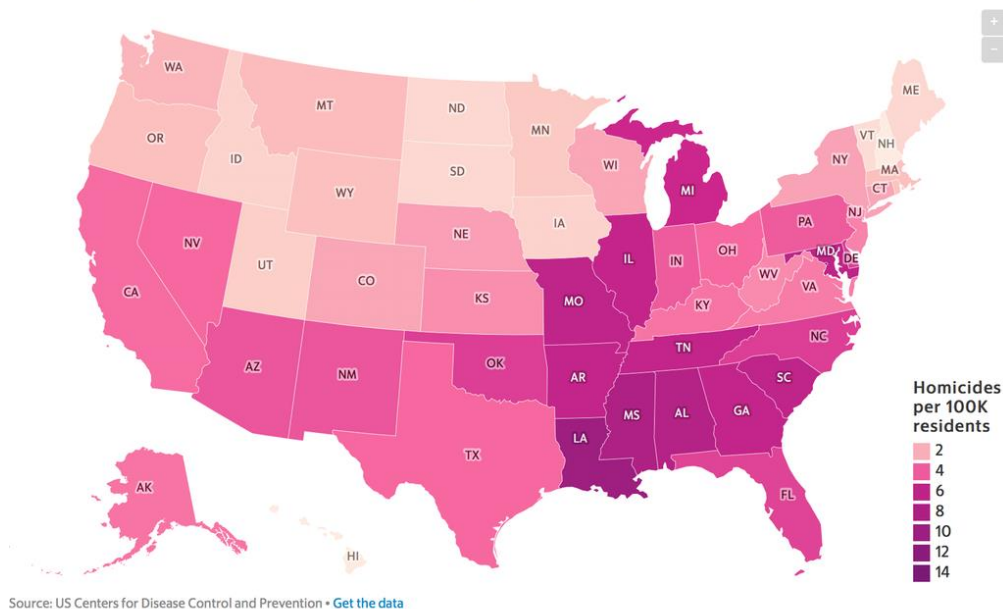 +
−
WA
MT
ND
MN
ME
VT
NH
OR
ID
SD
WI
NY
MA
WY
MI
CT
IA
PA
NJ
NE
NV
UT
CO
IL
IN
OH
MD
DE
WV
CA
KS
MO
VA
KY
NC
AZ
NM
OK
TN
AR
SC
MS
AL
GA
TX
LA
FL
AK
HI
Homicides
per 100K
residents
2
4
6
8
10
12
14
Source: US Centers for Disease Control and Prevention • Get the data